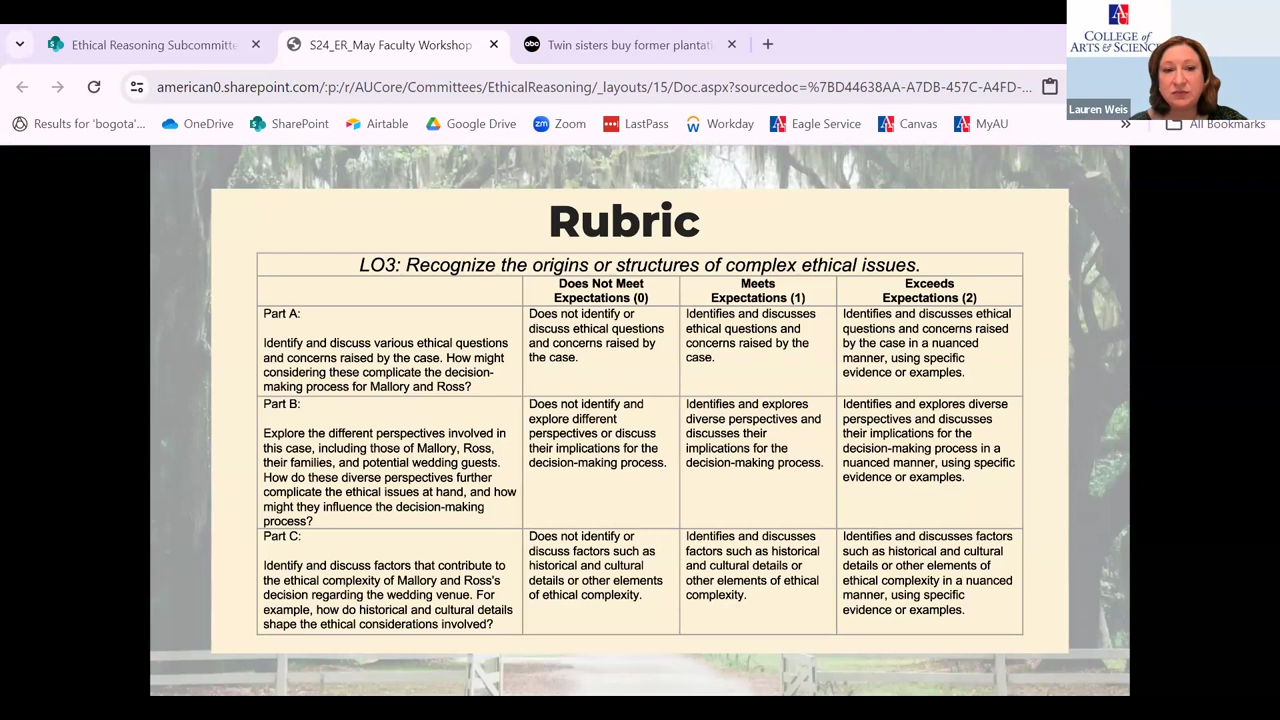 Ethical Reasoning Subcommitte
S24_ER_May Faculty Workshop
abc
Twin sisters buy former plantati
COLLEGE of
ARTS & SCIENC
american0.sharepoint.com/:p:/r/AUCore/Committees/EthicalReasoning/_layouts/15/Doc.aspx?sourcedoc=%7BD44638AA-A7DB-457C-A4FD-...
Lauren Weis
Results for 'bogota'...
OneDrive
SharePoint
Airtable
Google Drive
zm
Zoom
LastPass
Workday
Eagle Service
Canvas
MyAU
»
All Bookmarks
Rubric
LO3: Recognize the origins or structures of complex ethical issues.
Does Not Meet
Expectations (0)
Meets
Expectations (1)
Exceeds
Expectations (2)
Part A:
Identify and discuss various ethical questions
and concerns raised by the case. How might
considering these complicate the decision-
making process for Mallory and Ross?
Does not identify or
discuss ethical questions
and concerns raised by
the case.
Identifies and discusses
ethical questions and
concerns raised by the
case.
Identifies and discusses ethical
questions and concerns raised
by the case in a nuanced
manner, using specific
evidence or examples.
Part B:
Explore the different perspectives involved in
this case, including those of Mallory, Ross,
their families, and potential wedding guests.
How do these diverse perspectives further
complicate the ethical issues at hand, and how
might they influence the decision-making
process?
Does not identify and
explore different
perspectives or discuss
their implications for the
decision-making process.
Identifies and explores
diverse perspectives and
discusses their
implications for the
decision-making process.
Identifies and explores diverse
perspectives and discusses
their implications for the
decision-making process in a
nuanced manner, using specific
evidence or examples.
Part C:
Identify and discuss factors that contribute to
the ethical complexity of Mallory and Ross's
decision regarding the wedding venue. For
example, how do historical and cultural details
shape the ethical considerations involved?
Does not identify or
discuss factors such as
historical and cultural
details or other elements
of ethical complexity.
Identifies and discusses
factors such as historical
and cultural details or
other elements of ethical
complexity.
Identifies and discusses factors
such as historical and cultural
details or other elements of
ethical complexity in a nuanced
manner, using specific
evidence or examples.